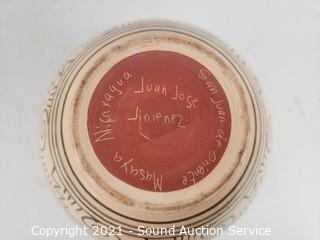 Juan Jose
Jimenez
San Juan de Oriente
Masaya Nicaragua
Copyright 2021 - Sound Auction Service